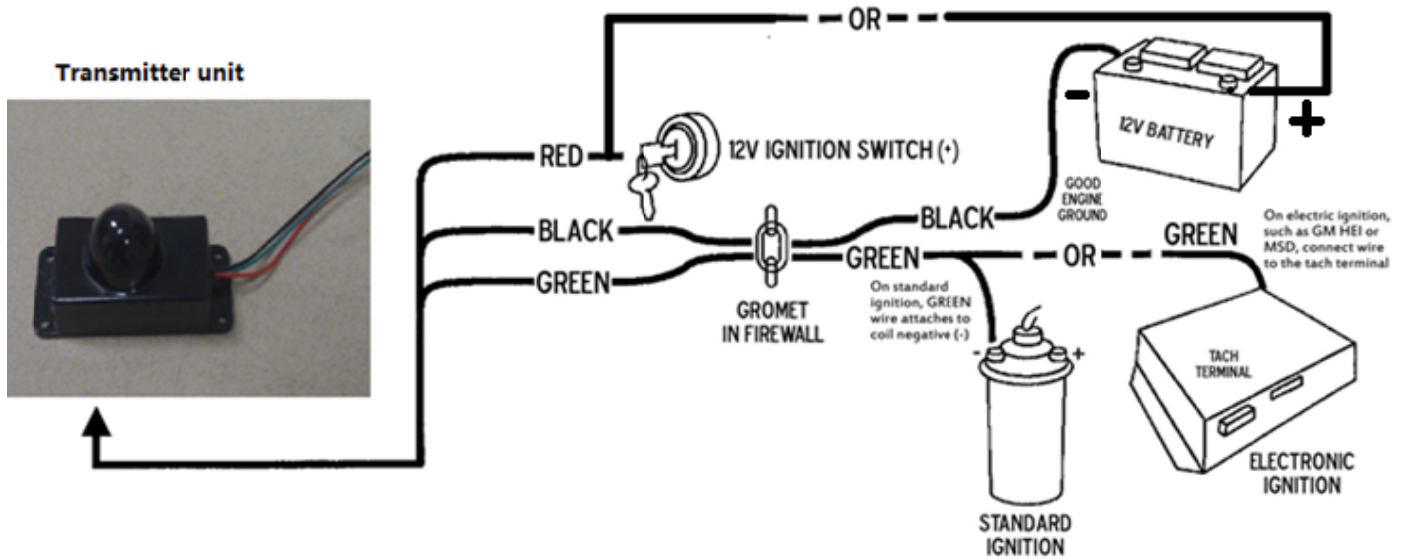 OR
Transmitter unit
-
+
12V BATTERY
RED
12V IGNITION SWITCH (+)
GOOD
ENGINE
GROUND
BLACK
BLACK
GREEN
GREEN
GROMET
IN FIREWALL
On standard
ignition, GREEN
wire attaches to
coil negative (-)
OR
GREEN
On electric ignition,
such as GM HEI or
MSD, connect wire
to the tach terminal
-
+
TACH
TERMINAL
STANDARD
IGNITION
ELECTRONIC
IGNITION